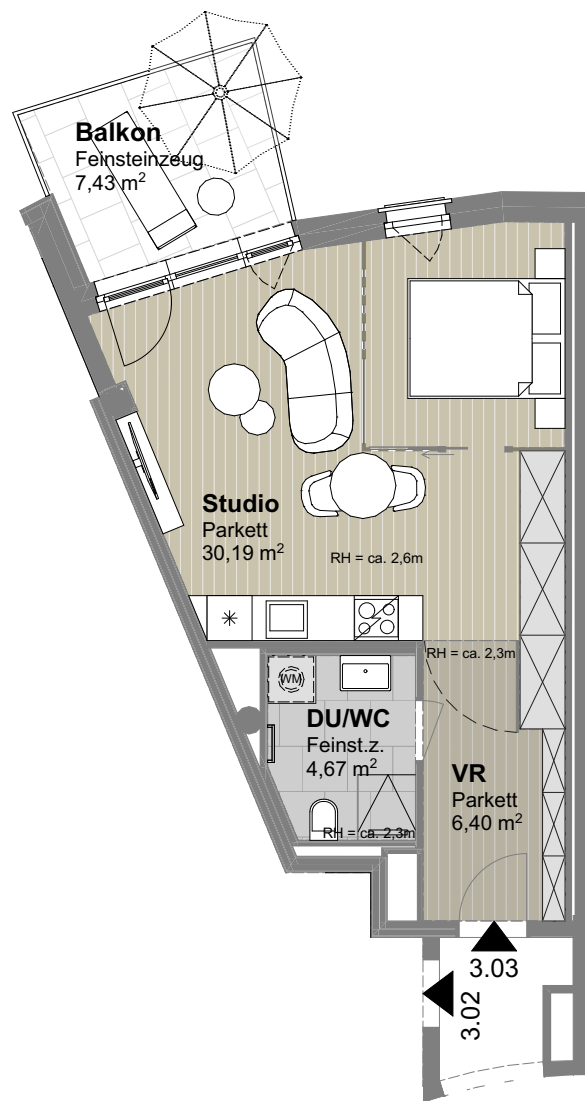 Balkon
Feinsteinzeug
7,43 m²
Studio
Parkett
30,19 m²
RH = ca. 2,6m
RH = ca. 2,3m
WM
DU/WC
Feinst.z.
4,67 m²
RH = ca. 2,3m
VR
Parkett
6,40 m²
3.03
3.02